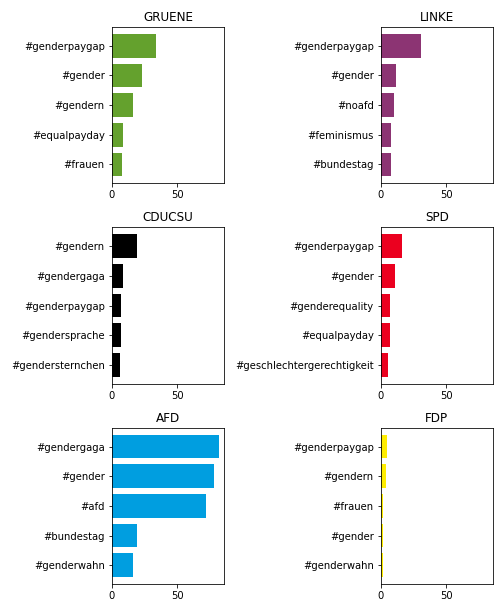 GRUENE
#genderpaygap
#gender
#gendern
#equalpayday
#frauen
0 50
LINKE
#genderpaygap
#gender
#noafd
#feminismus
#bundestag
0 50
CDUCSU
#gendern
#gendergaga
#genderpaygap
#gendersprache
#gendersternchen
0 50
SPD
#genderpaygap
#gender
#genderequality
#equalpayday
#geschlechtergerechtigkeit
0 50
AFD
#gendergaga
#gender
#afd
#bundestag
#genderwahn
0 50
FDP
#genderpaygap
#gendern
#frauen
#gender
#genderwahn
0 50